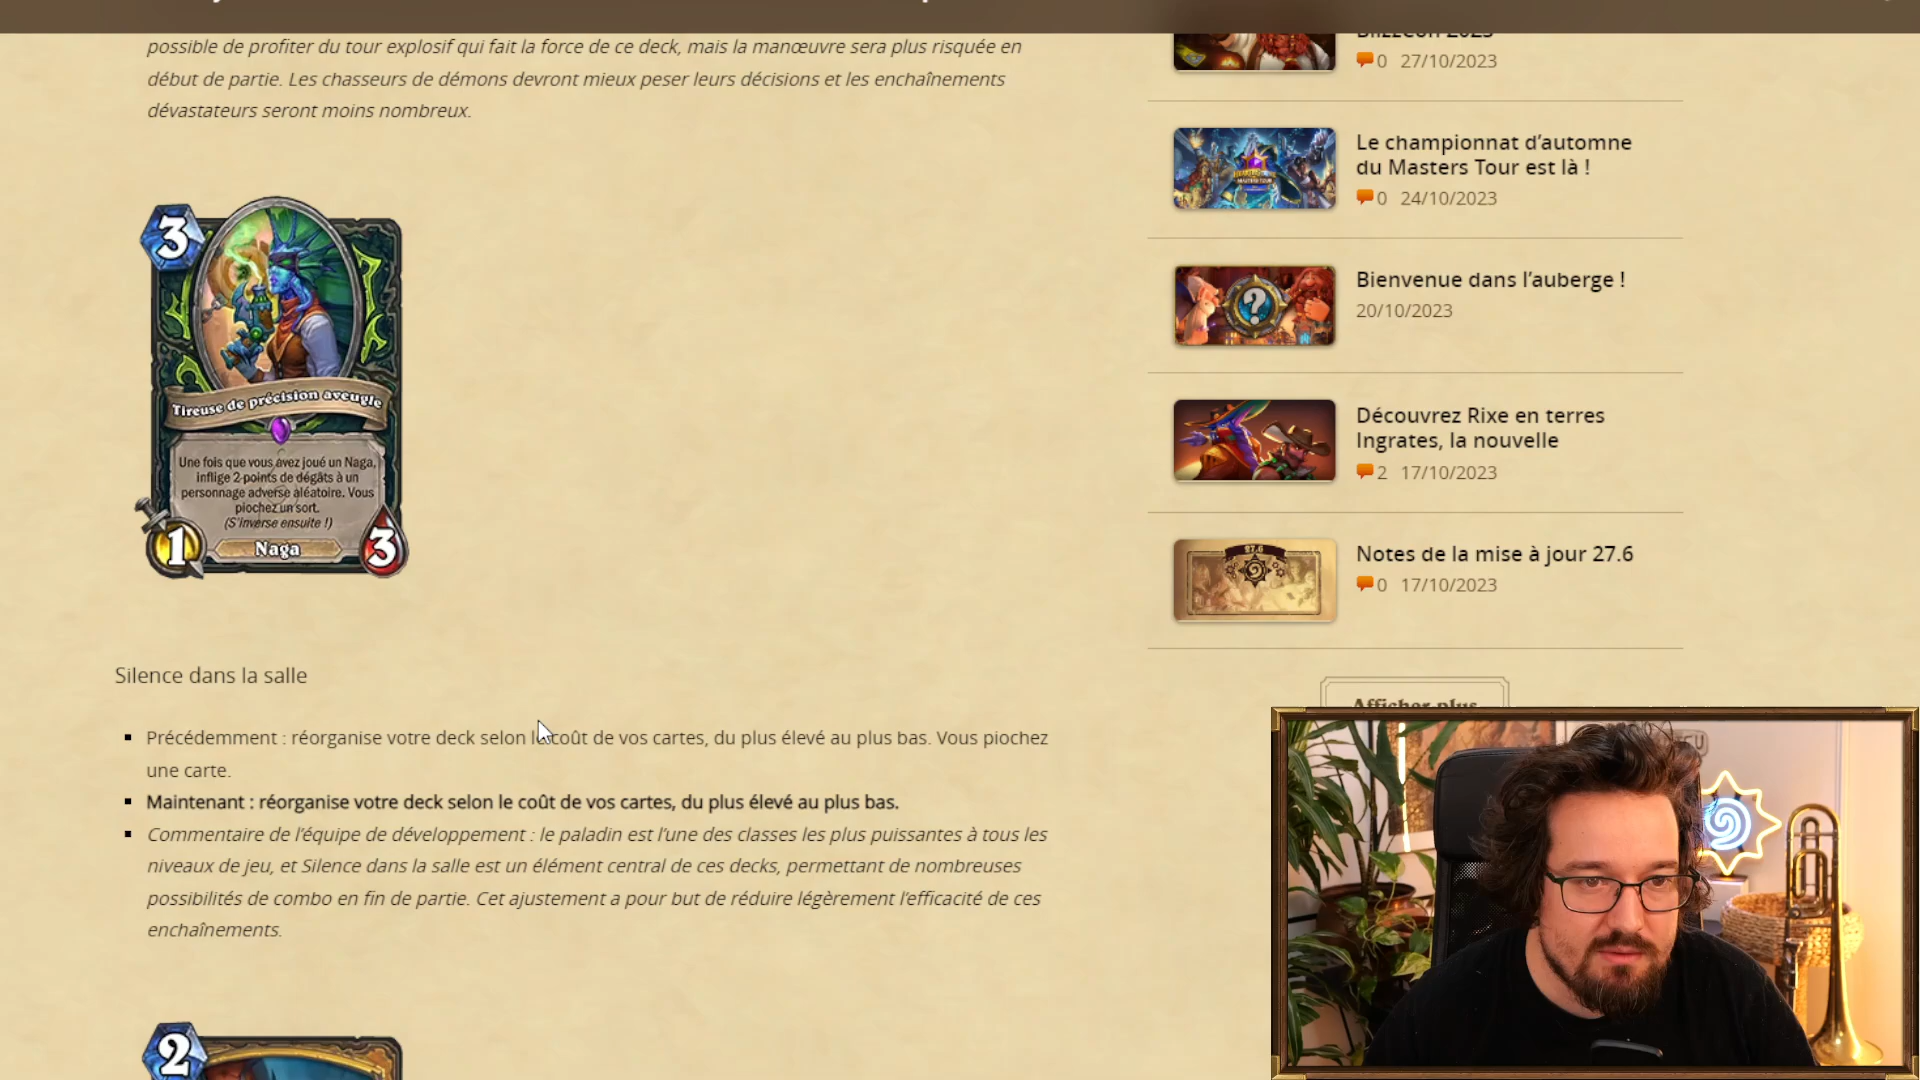 possible de profiter du tour explosif qui fait la force de ce deck, mais la manœuvre sera plus risquée en
début de partie. Les chasseurs de démons devront mieux peser leurs décisions et les enchaînements
dévastateurs seront moins nombreux.
3
Tireuse de précision aveugle
Une fois que vous avez joué un Naga,
inflige 2 points de dégâts à un
personnage adverse aléatoire. Vous
piochez un sort.
(S'inverse ensuite !)
1
Naga
3
Silence dans la salle
Précédemment : réorganise votre deck selon le coût de vos cartes, du plus élevé au plus bas. Vous piochez
une carte.
Maintenant : réorganise votre deck selon le coût de vos cartes, du plus élevé au plus bas.
Commentaire de l'équipe de développement : le paladin est l'une des classes les plus puissantes à tous les
niveaux de jeu, et Silence dans la salle est un élément central de ces decks, permettant de nombreuses
possibilités de combo en fin de partie. Cet ajustement a pour but de réduire légèrement l'efficacité de ces
enchaînements.
2
BlizzCon 2023
0 27/10/2023
Le championnat d'automne
du Masters Tour est là !
0 24/10/2023
Bienvenue dans l'auberge !
20/10/2023
Découvrez Rixe en terres
Ingrates, la nouvelle
2 17/10/2023
27.6
Notes de la mise à jour 27.6
0 17/10/2023
Afficher plus